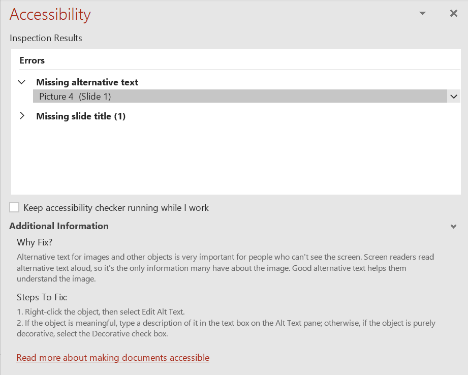 Accessibility
Inspection Results
Errors
Missing alternative text
Picture 4 (Slide 1)
Missing slide title (1)
Keep accessibility checker running while I work
Additional Information
Why Fix?
Alternative text for images and other objects is very important for people who can't see the screen. Screen readers read
alternative text aloud, so it's the only information many have about the image. Good alternative text helps them
understand the image.
Steps To Fix:
1. Right-click the object, then select Edit Alt Text.
2. If the object is meaningful, type a description of it in the text box on the Alt Text pane; otherwise, if the object is purely
decorative, select the Decorative check box.
Read more about making documents accessible